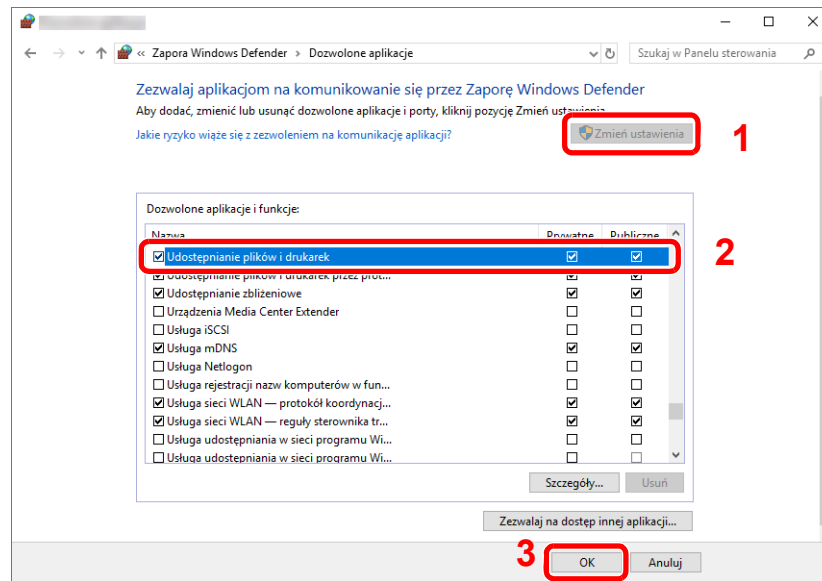 « Zapora Windows Defender › Dozwolone aplikacje
Szukaj w Panelu sterowania
Zezwalaj aplikacjom na komunikowanie się przez Zaporę Windows Defender
Aby dodać, zmienić lub usunąć dozwolone aplikacje i porty, kliknij pozycję Zmień ustawienia.
Jakie ryzyko wiąże się z zezwoleniem na komunikację aplikacji?
Zmień ustawienia
1
Dozwolone aplikacje i funkcje:
Nazwa Prywatne Publiczne
Udostępnianie plików i drukarek
2
Udostępnianie plików i drukarek przez prot...
Udostępnianie zbliżeniowe
Urządzenia Media Center Extender
Usługa iSCSI
Usługa mDNS
Usługa Netlogon
Usługa rejestracji nazw komputerów w fun...
Usługa sieci WLAN — protokół koordynacj...
Usługa sieci WLAN — reguły sterownika tr...
Usługa udostępniania w sieci programu Wi...
Usługa udostępniania w sieci programu Wi...
Szczegóły... Usuń
Zezwalaj na dostęp innej aplikacji...
3
OK Anuluj